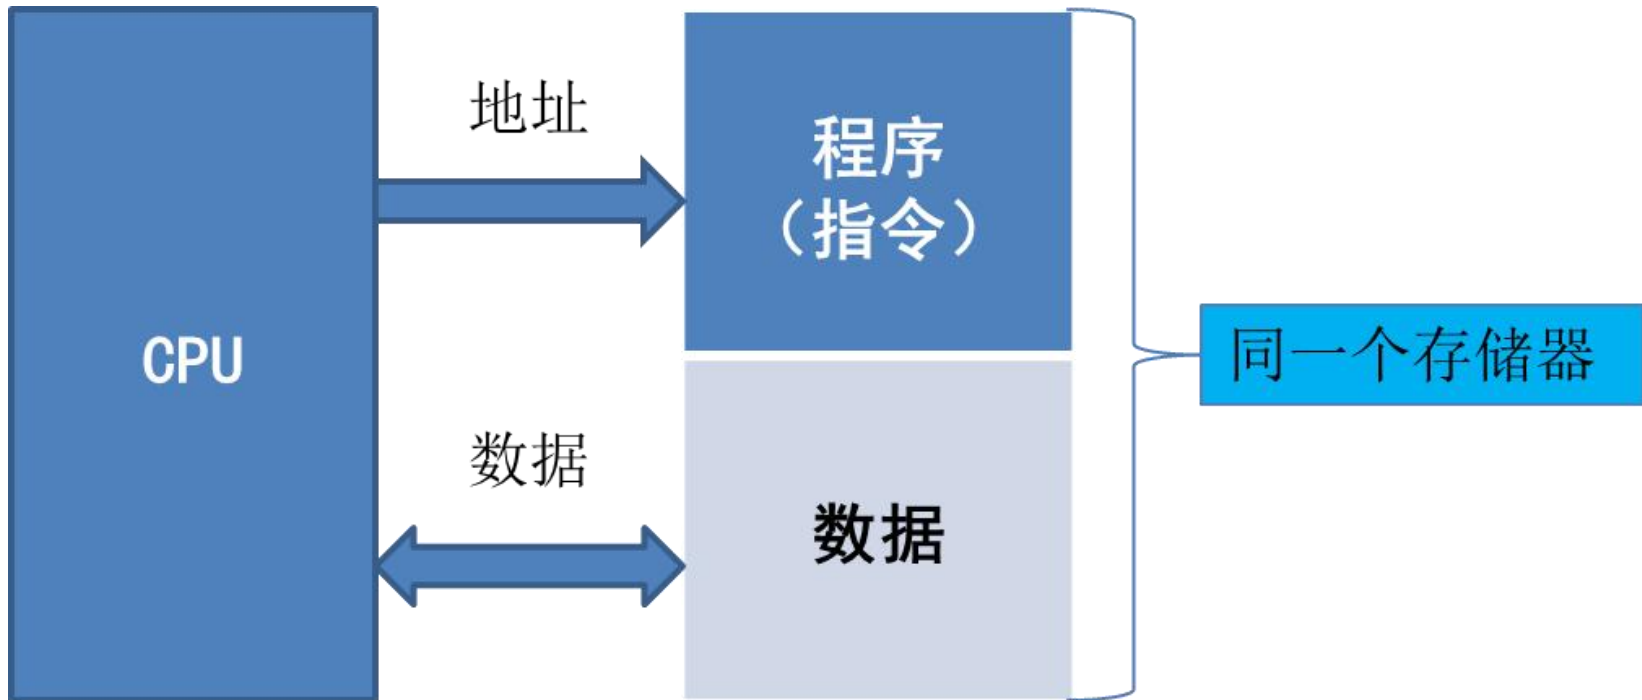 地址
程序
（指令）
CPU
同一个存储器
数据
数据